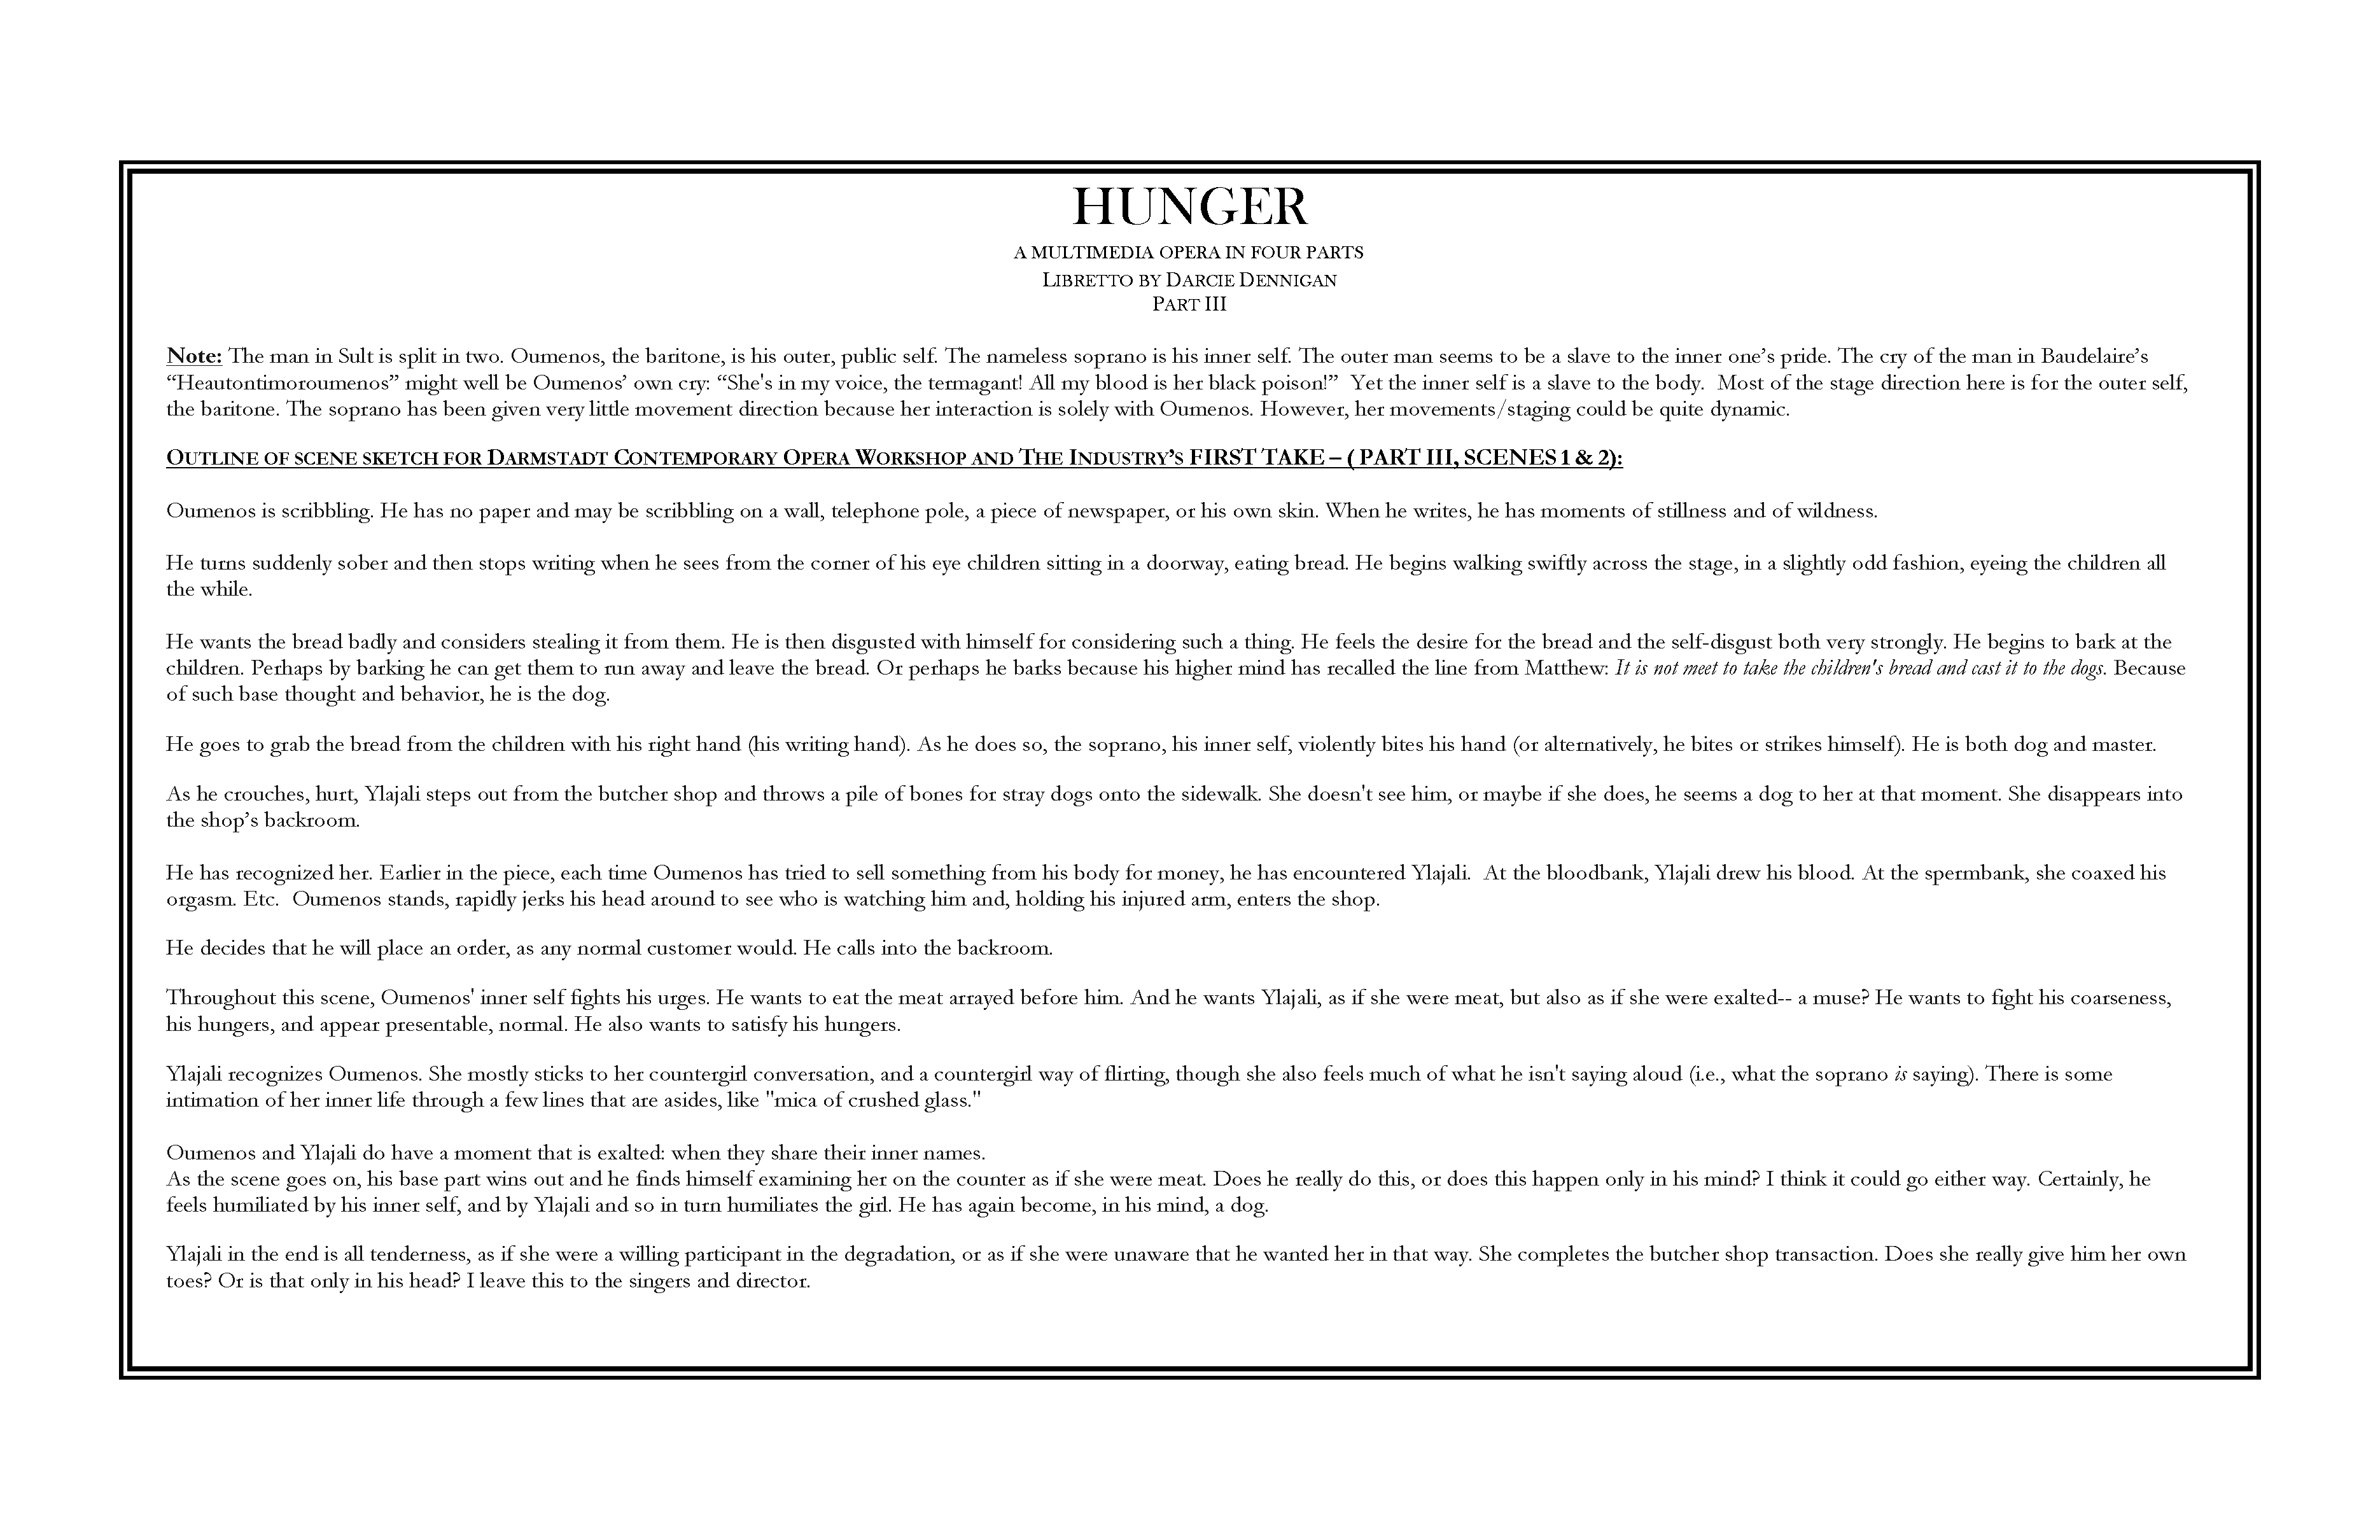 HUNGER
A MULTIMEDIA OPERA IN FOUR PARTS
LIBRETTO BY DARCIE DENNIGAN
PART III
Note: The man in Sult is split in two. Oumenos, the baritone, is his outer, public self. The nameless soprano is his inner self. The outer man seems to be a slave to the inner one’s pride. The cry of the man in Baudelaire’s
“Heautontimoroumenos” might well be Oumenos’ own cry: “She's in my voice, the termagant! All my blood is her black poison!”  Yet the inner self is a slave to the body.  Most of the stage direction here is for the outer self,
the baritone. The soprano has been given very little movement direction because her interaction is solely with Oumenos. However, her movements/staging could be quite dynamic.
OUTLINE OF SCENE SKETCH FOR DARMSTADT CONTEMPORARY OPERA WORKSHOP AND THE INDUSTRY’S FIRST TAKE – ( PART III, SCENES 1 & 2):
Oumenos is scribbling. He has no paper and may be scribbling on a wall, telephone pole, a piece of newspaper, or his own skin. When he writes, he has moments of stillness and of wildness.
He turns suddenly sober and then stops writing when he sees from the corner of his eye children sitting in a doorway, eating bread. He begins walking swiftly across the stage, in a slightly odd fashion, eyeing the children all
the while.
He wants the bread badly and considers stealing it from them. He is then disgusted with himself for considering such a thing. He feels the desire for the bread and the self-disgust both very strongly. He begins to bark at the
children. Perhaps by barking he can get them to run away and leave the bread. Or perhaps he barks because his higher mind has recalled the line from Matthew: It is not meet to take the children's bread and cast it to the dogs. Because
of such base thought and behavior, he is the dog.
He goes to grab the bread from the children with his right hand (his writing hand). As he does so, the soprano, his inner self, violently bites his hand (or alternatively, he bites or strikes himself). He is both dog and master.
As he crouches, hurt, Ylajali steps out from the butcher shop and throws a pile of bones for stray dogs onto the sidewalk. She doesn't see him, or maybe if she does, he seems a dog to her at that moment. She disappears into
the shop’s backroom.
He has recognized her. Earlier in the piece, each time Oumenos has tried to sell something from his body for money, he has encountered Ylajali.  At the bloodbank, Ylajali drew his blood. At the spermbank, she coaxed his
orgasm. Etc.  Oumenos stands, rapidly jerks his head around to see who is watching him and, holding his injured arm, enters the shop.
He decides that he will place an order, as any normal customer would. He calls into the backroom.
Throughout this scene, Oumenos' inner self fights his urges. He wants to eat the meat arrayed before him. And he wants Ylajali, as if she were meat, but also as if she were exalted-- a muse? He wants to fight his coarseness,
his hungers, and appear presentable, normal. He also wants to satisfy his hungers.
Ylajali recognizes Oumenos. She mostly sticks to her countergirl conversation, and a countergirl way of flirting, though she also feels much of what he isn't saying aloud (i.e., what the soprano is saying). There is some
intimation of her inner life through a few lines that are asides, like "mica of crushed glass."
Oumenos and Ylajali do have a moment that is exalted: when they share their inner names.
As the scene goes on, his base part wins out and he finds himself examining her on the counter as if she were meat. Does he really do this, or does this happen only in his mind? I think it could go either way. Certainly, he
feels humiliated by his inner self, and by Ylajali and so in turn humiliates the girl. He has again become, in his mind, a dog.
Ylajali in the end is all tenderness, as if she were a willing participant in the degradation, or as if she were unaware that he wanted her in that way. She completes the butcher shop transaction. Does she really give him her own
toes? Or is that only in his head? I leave this to the singers and director.